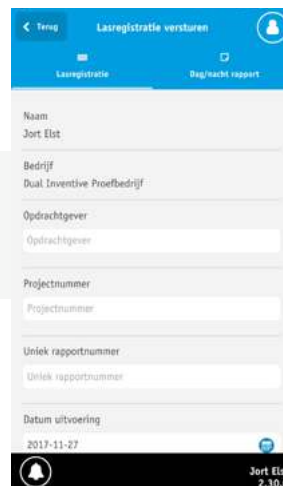 Terug
Lasregistratie versturen
Lasregistratie
Dag/nacht rapport
Naam
Jort Elst
Bedrijf
Dual Inventive Proefbedrijf
Opdrachtgever
Opdrachtgever
Projectnummer
Projectnummer
Uniek rapportnummer
Uniek rapportnummer
Datum uitvoering
2017-11-27
Jort Els
2.30.